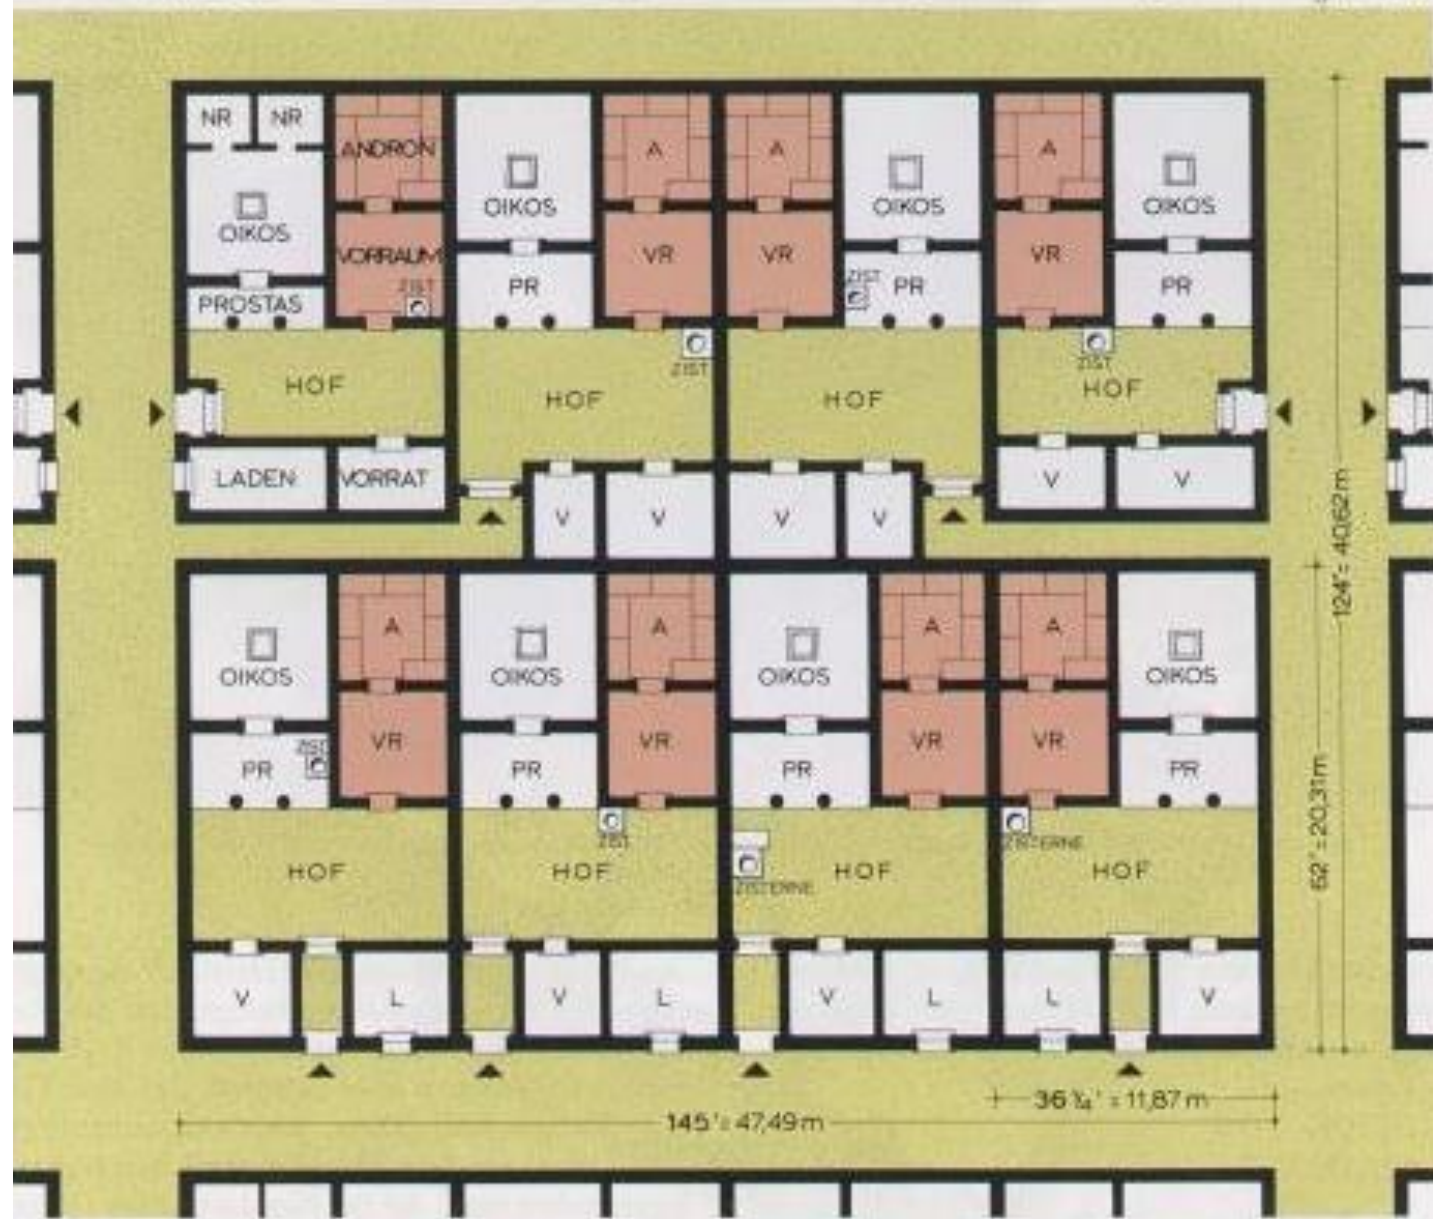 NR NR ANDRON A A A
OIKOS OIKOS OIKOS OIKOS
VORRAUM VR VR VR
ZIST PR ZIST PR PR
PROSTAS
ZIST ZIST
HOF HOF HOF HOF
LADEN VORRAT V V
V V V V
124' = 40,62 m
A A A A
OIKOS OIKOS OIKOS OIKOS
VR VR VR VR
ZIST
PR PR PR PR
62' = 20,31 m
ZIST ZISTERNE
HOF HOF HOF HOF
ZISTERNE
V L V L V L L V
36 ¼' = 11,87 m
145' = 47,49 m